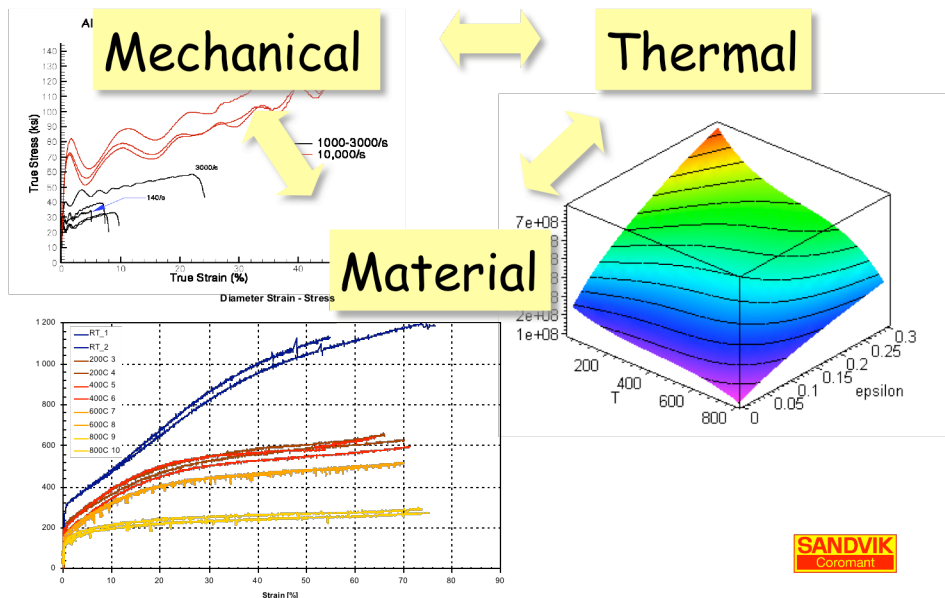 Mechanical
Thermal
Material
Al
140
130
120
110
100
90
80
70
60
50
40
30
20
10
0
True Stress (ksi)
1000-3000/s
10,000/s
3000/s
140/s
0
10
20
30
40
True Strain (%)
Diameter Strain - Stress
7e+08
2e+08
1e+08
200
400
600
800
T
0
0.05
0.1
0.15
0.2
0.25
0.3
epsilon
1200
1000
800
600
400
200
0
RT_1
RT_2
200C 3
200C 4
400C 5
400C 6
600C 7
600C 8
800C 9
800C 10
0
10
20
30
40
50
60
70
80
90
Strain [%]
SANDVIK
Coromant